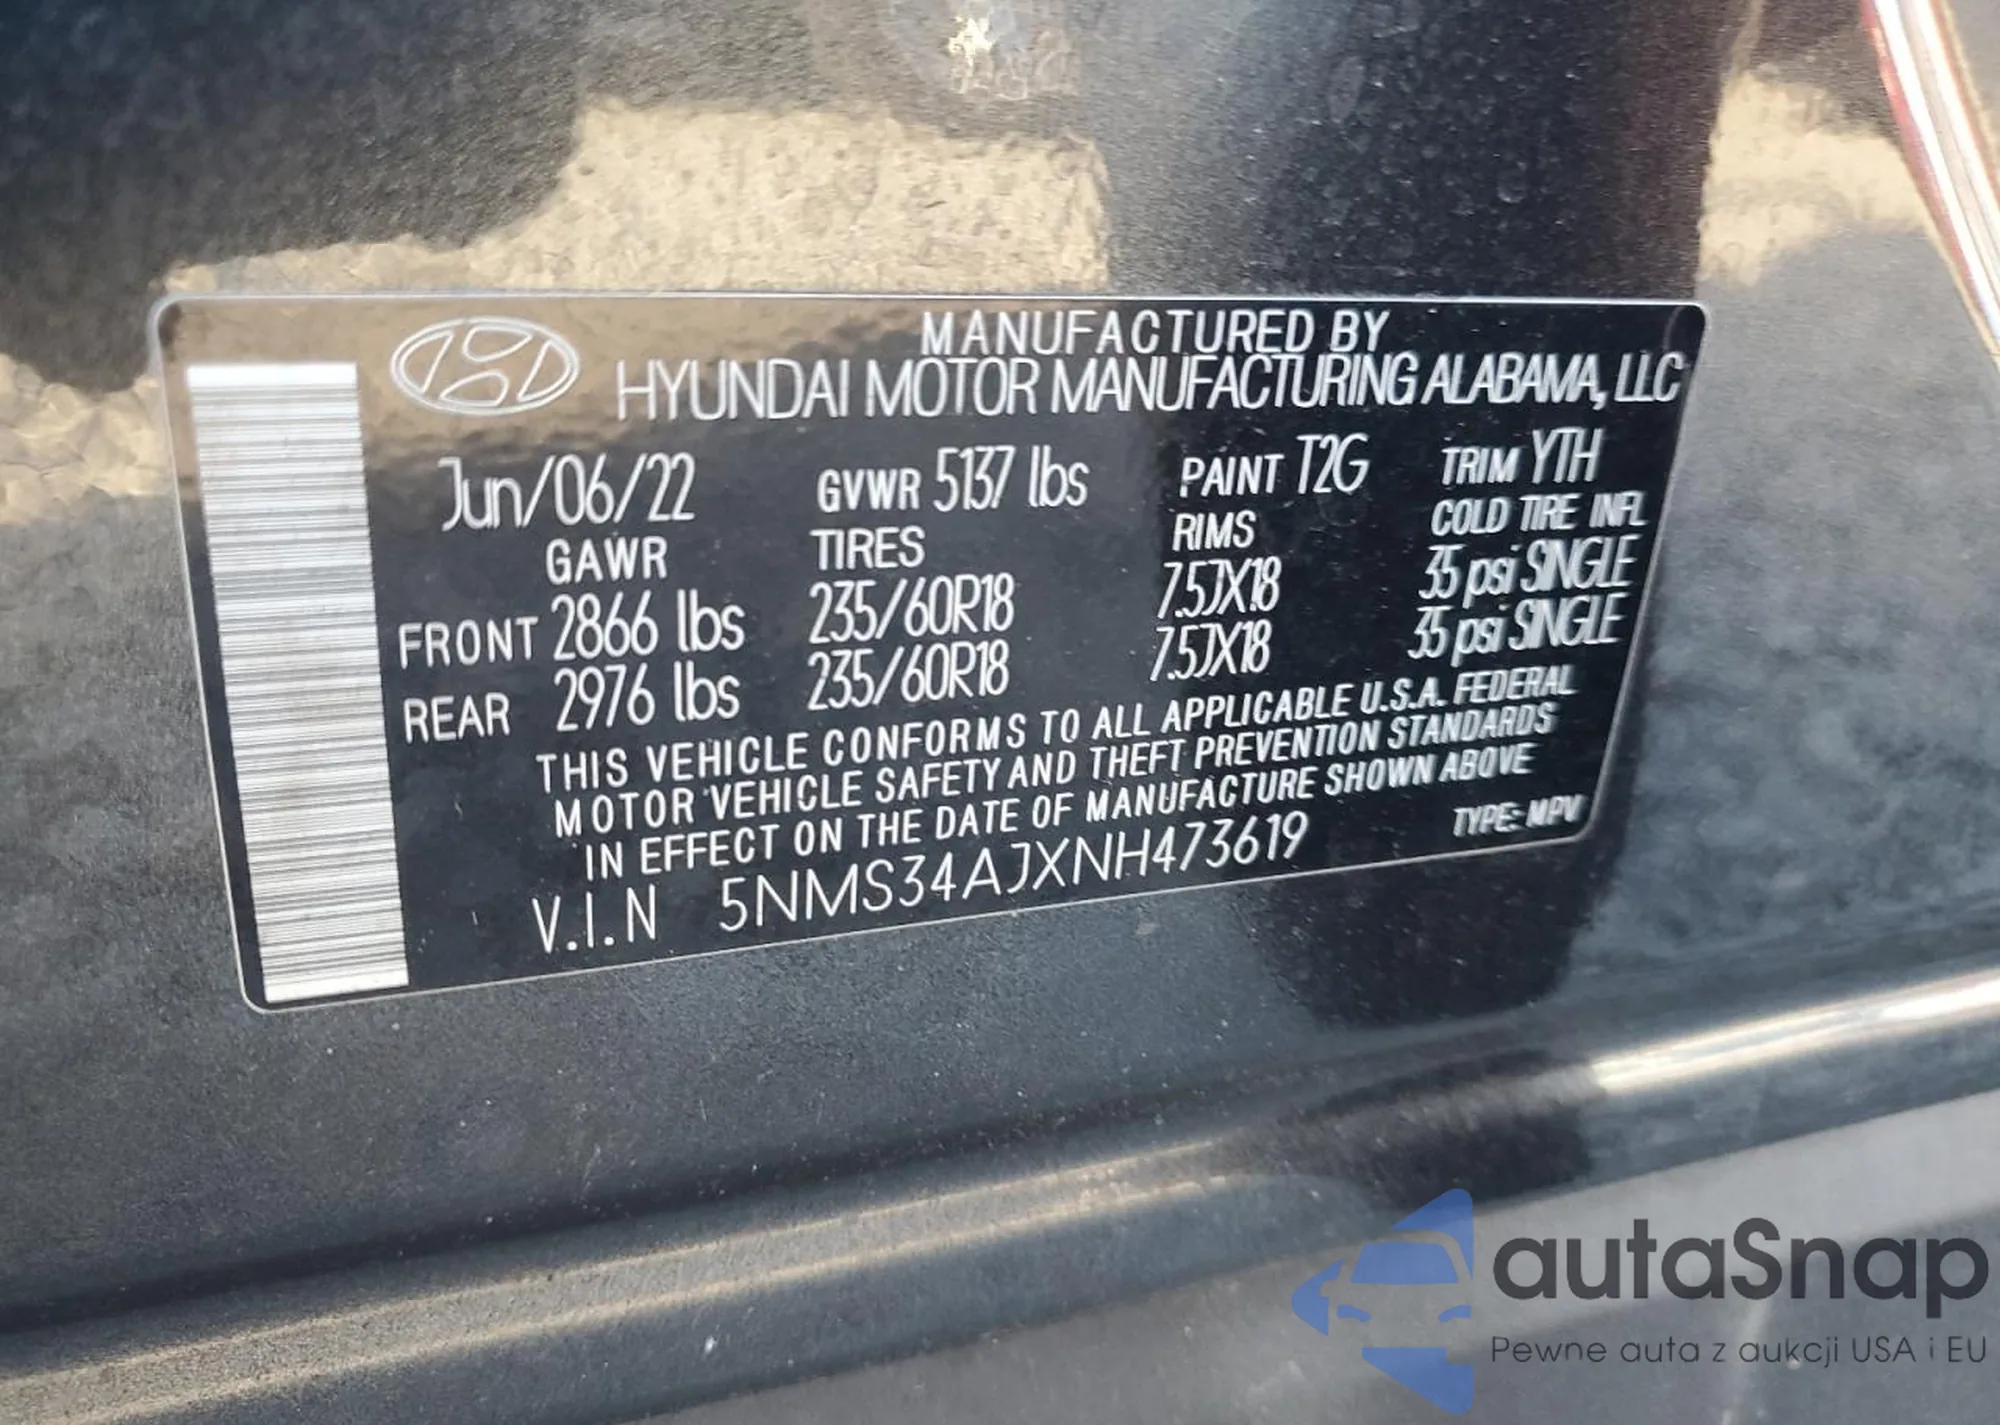 MANUFACTURED BY
HYUNDAI MOTOR MANUFACTURING ALABAMA, LLC
Jun/06/22 GVWR 5137 lbs PAINT T2G TRIM YTH
GAWR TIRES RIMS COLD TIRE INFL
FRONT 2866 lbs 235/60R18 7.5JX18 35 psi SINGLE
REAR 2976 lbs 235/60R18 7.5JX18 35 psi SINGLE
THIS VEHICLE CONFORMS TO ALL APPLICABLE U.S.A. FEDERAL
MOTOR VEHICLE SAFETY AND THEFT PREVENTION STANDARDS
IN EFFECT ON THE DATE OF MANUFACTURE SHOWN ABOVE
V.I.N 5NMS34AJXNH473619 TYPE: MPV
autaSnap
Pewne auta z aukcji USA i EU